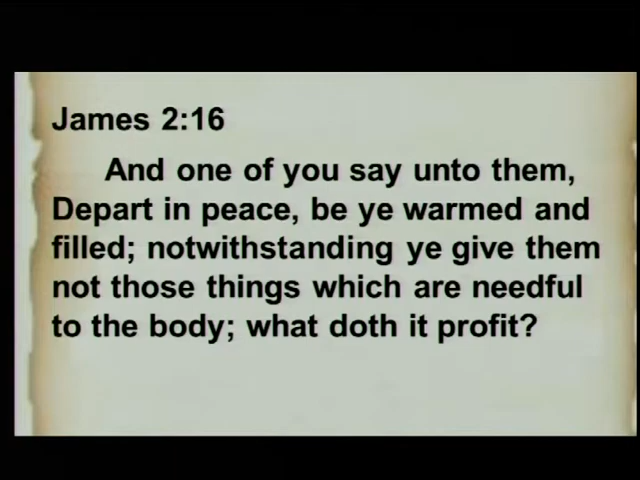 James 2:16
And one of you say unto them,
Depart in peace, be ye warmed and
filled; notwithstanding ye give them
not those things which are needful
to the body; what doth it profit?